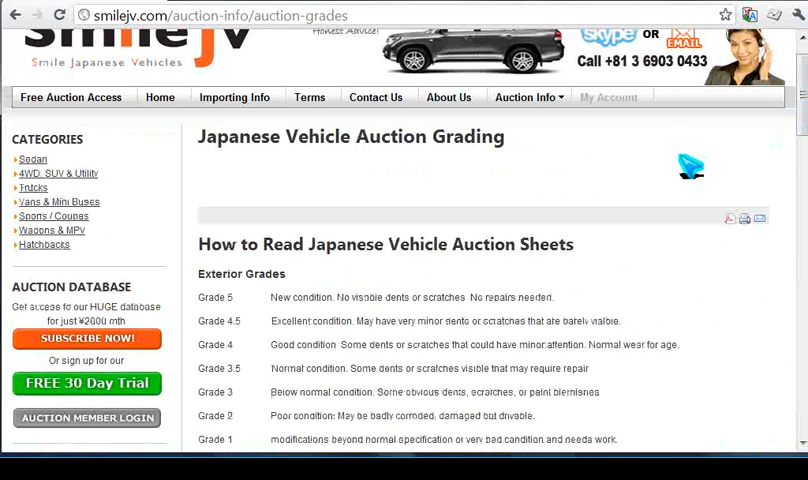 smilejv.com/auction-info/auction-grades
Smile Jv
Honest Advice!
Smile Japanese Vehicles
skype OR EMAIL
Call +81 3 6903 0433
Free Auction Access Home Importing Info Terms Contact Us About Us Auction Info My Account
CATEGORIES
Sedan
4WD. SUV & Utility
Trucks
Vans & Mini Buses
Sports / Coupes
Wagons & MPV
Hatchbacks
AUCTION DATABASE
Get access to our HUGE database
for just ¥2000 mth
SUBSCRIBE NOW!
Or sign up for our
FREE 30 Day Trial
AUCTION MEMBER LOGIN
Japanese Vehicle Auction Grading
How to Read Japanese Vehicle Auction Sheets
Exterior Grades
Grade 5 New condition. No visible dents or scratches No repairs needed.
Grade 4.5 Excellent condition. May have very minor dents or scratches that are barely visible.
Grade 4 Good condition Some dents or scratches that could have minor attention. Normal wear for age.
Grade 3.5 Normal condition. Some dents or scratches visible that may require repair
Grade 3 Below normal condition. Some obvious dents, scratches, or paint blemishes
Grade 2 Poor condition: May be badly corroded, damaged but drivable.
Grade 1 modifications beyond normal specification or very bad condition and needs work.